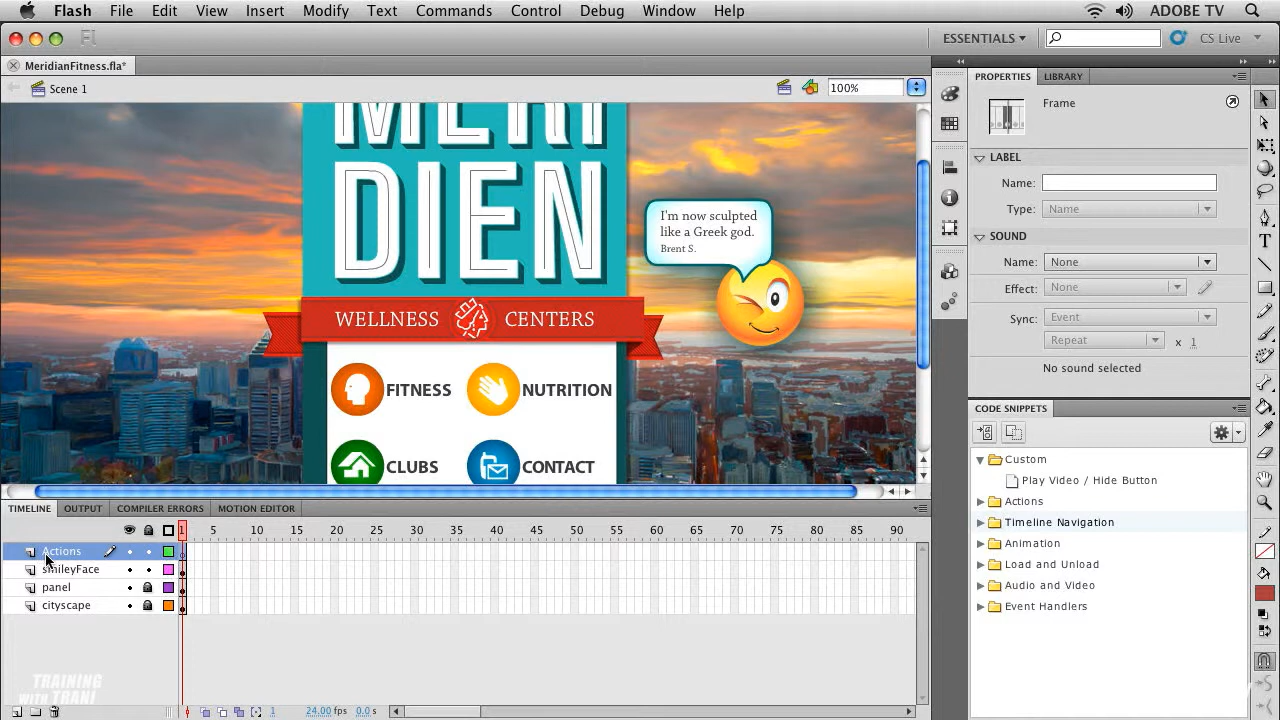 Flash File Edit View Insert Modify Text Commands Control Debug Window Help ADOBE TV
Fl ESSENTIALS CS Live
MeridianFitness.fla*
Scene 1 100%
MERI
DIEN
I'm now sculpted
like a Greek god.
Brent S.
WELLNESS CENTERS
FITNESS NUTRITION
CLUBS CONTACT
PROPERTIES LIBRARY
Frame
LABEL
Name:
Type: Name
SOUND
Name: None
Effect: None
Sync: Event
Repeat x 1
No sound selected
CODE SNIPPETS
Custom
Play Video / Hide Button
Actions
Timeline Navigation
Animation
Load and Unload
Audio and Video
Event Handlers
TIMELINE OUTPUT COMPILER ERRORS MOTION EDITOR
1 5 10 15 20 25 30 35 40 45 50 55 60 65 70 75 80 85 90
Actions
smileyFace
panel
cityscape
TRAINING
WITH TRANI
1 24.00 fps 0.0 s